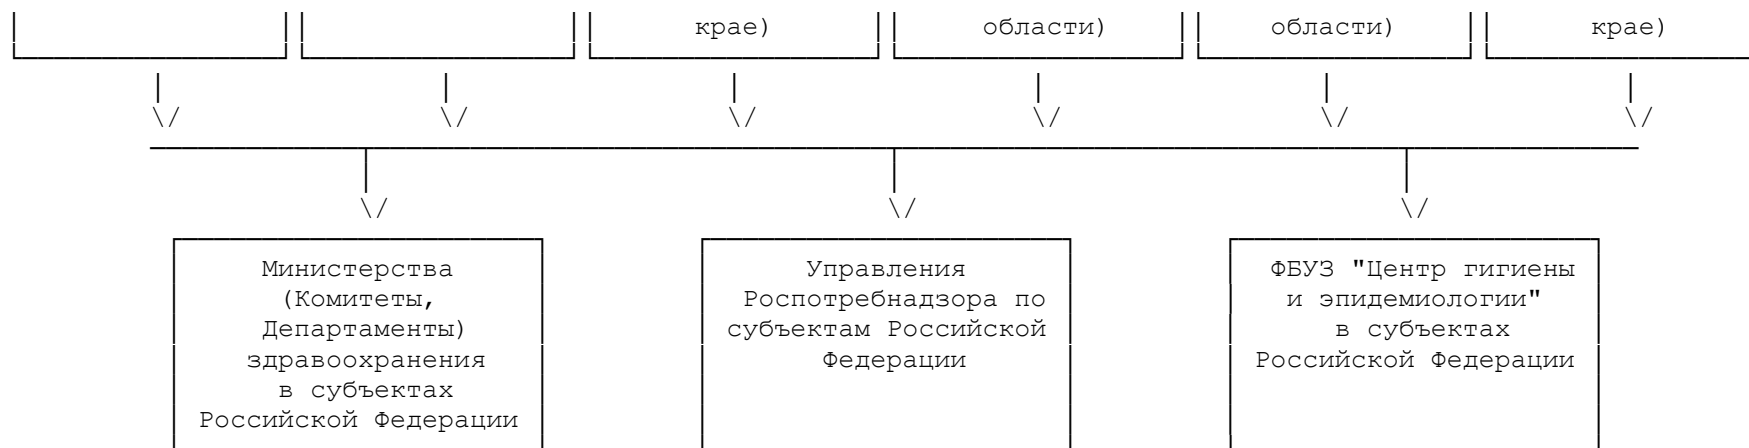 крае) области) области) крае)
Министерства Управления ФБУЗ "Центр гигиены
(Комитеты, Роспотребнадзора по и эпидемиологии"
Департаменты) субъектам Российской в субъектах
здравоохранения Федерации Российской Федерации
в субъектах
Российской Федерации